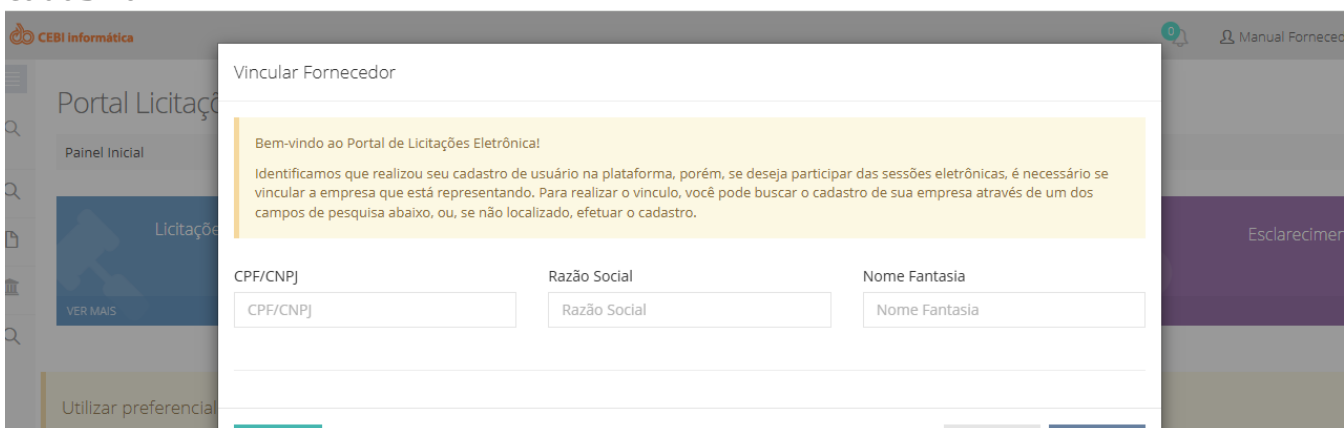 CEBI informática
0
Manual Forneced
Vincular Fornecedor
Portal Licitaçõ
Painel Inicial
Bem-vindo ao Portal de Licitações Eletrônica!
Identificamos que realizou seu cadastro de usuário na plataforma, porém, se deseja participar das sessões eletrônicas, é necessário se
vincular a empresa que está representando. Para realizar o vinculo, você pode buscar o cadastro de sua empresa através de um dos
campos de pesquisa abaixo, ou, se não localizado, efetuar o cadastro.
Licitaçõe
Esclarecimen
CPF/CNPJ
Razão Social
Nome Fantasia
CPF/CNPJ
Razão Social
Nome Fantasia
VER MAIS
Utilizar preferencial